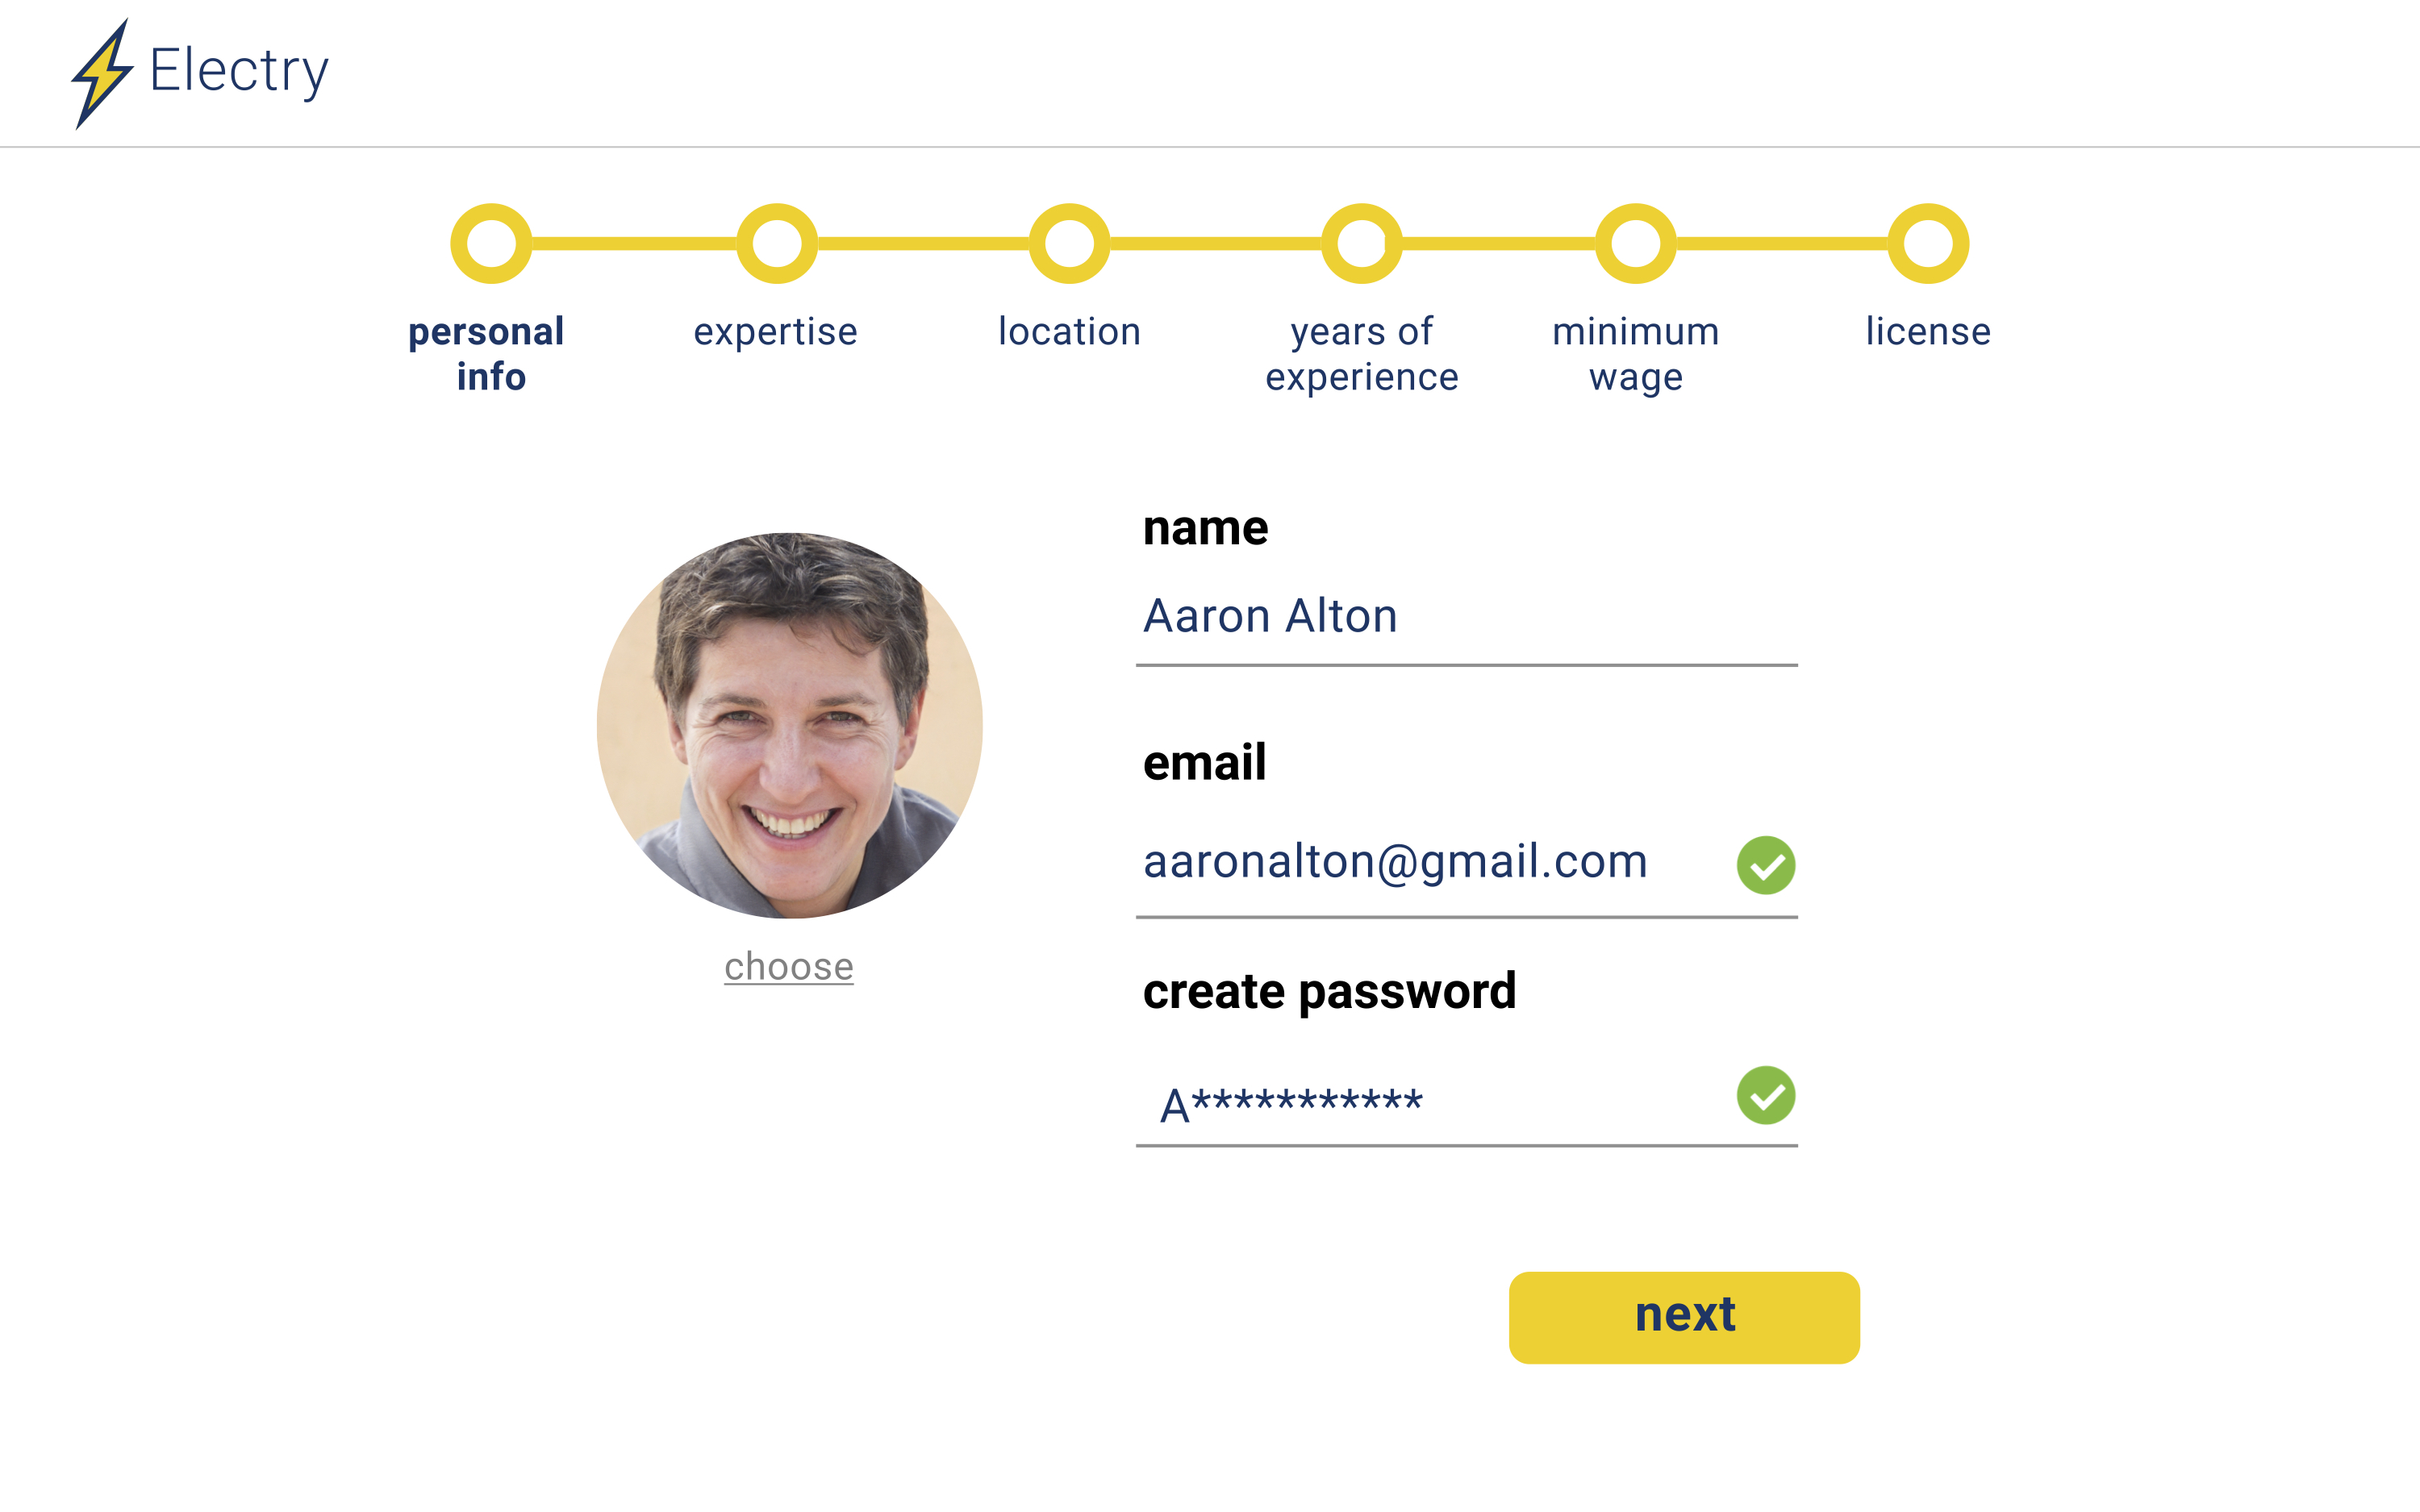 Electry
personal
info
expertise
location
years of
experience
minimum
wage
license
name
Aaron Alton
email
aaronalton@gmail.com
choose
create password
A***********
next